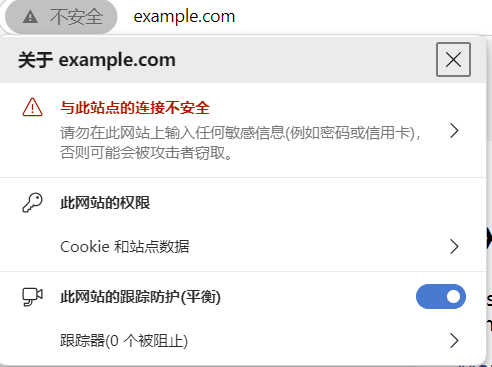 不安全 example.com
关于 example.com
与此站点的连接不安全
请勿在此网站上输入任何敏感信息(例如密码或信用卡)，
否则可能会被攻击者窃取。
此网站的权限
Cookie 和站点数据
此网站的跟踪防护(平衡)
跟踪器(0 个被阻止)